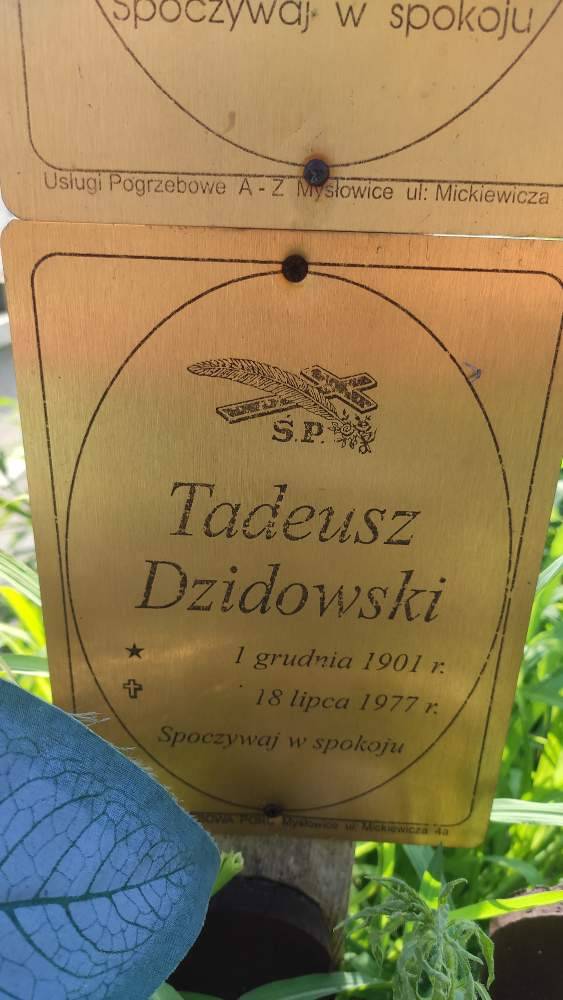 Spoczywaj w spokoju
Usługi Pogrzebowe A - Z Mysłowice ul: Mickiewicza
Ś.P.
Tadeusz
Dzidowski
1 grudnia 1901 r.
18 lipca 1977 r.
Spoczywaj w spokoju
Mysłowice ul: Mickiewicza 4a